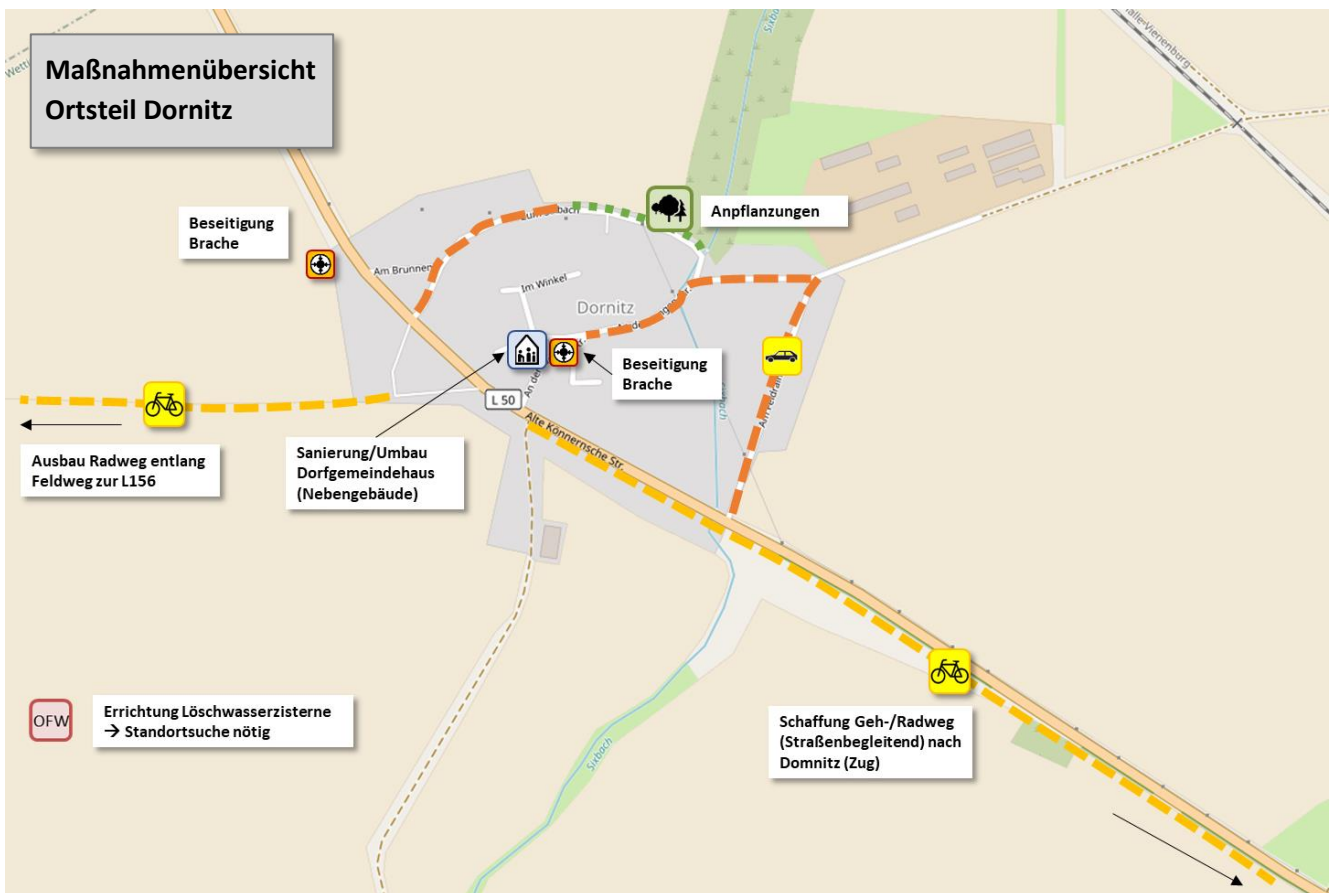 Maßnahmenübersicht
Ortsteil Dornitz
Sixbach
Anpflanzungen
Beseitigung
Brache
Am Brunnen
Im Winkel
Dornitz
Beseitigung
Brache
L 50
Alte Könnernsche Str.
Sanierung/Umbau
Dorfgemeindehaus
(Nebengebäude)
Ausbau Radweg entlang
Feldweg zur L156
OFW
Errichtung Löschwasserzisterne
→ Standortsuche nötig
Sixbach
Schaffung Geh-/Radweg
(Straßenbegleitend) nach
Domnitz (Zug)